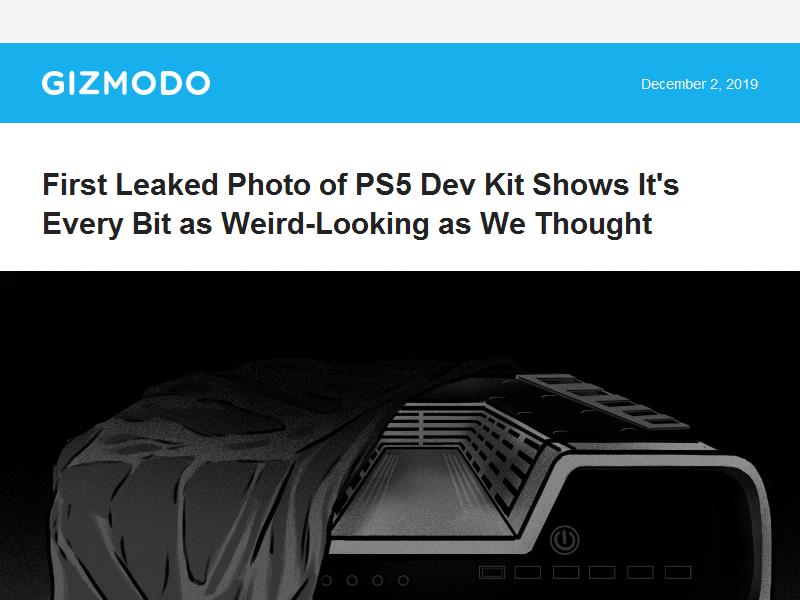 GIZMODO
December 2, 2019
First Leaked Photo of PS5 Dev Kit Shows It's
Every Bit as Weird-Looking as We Thought